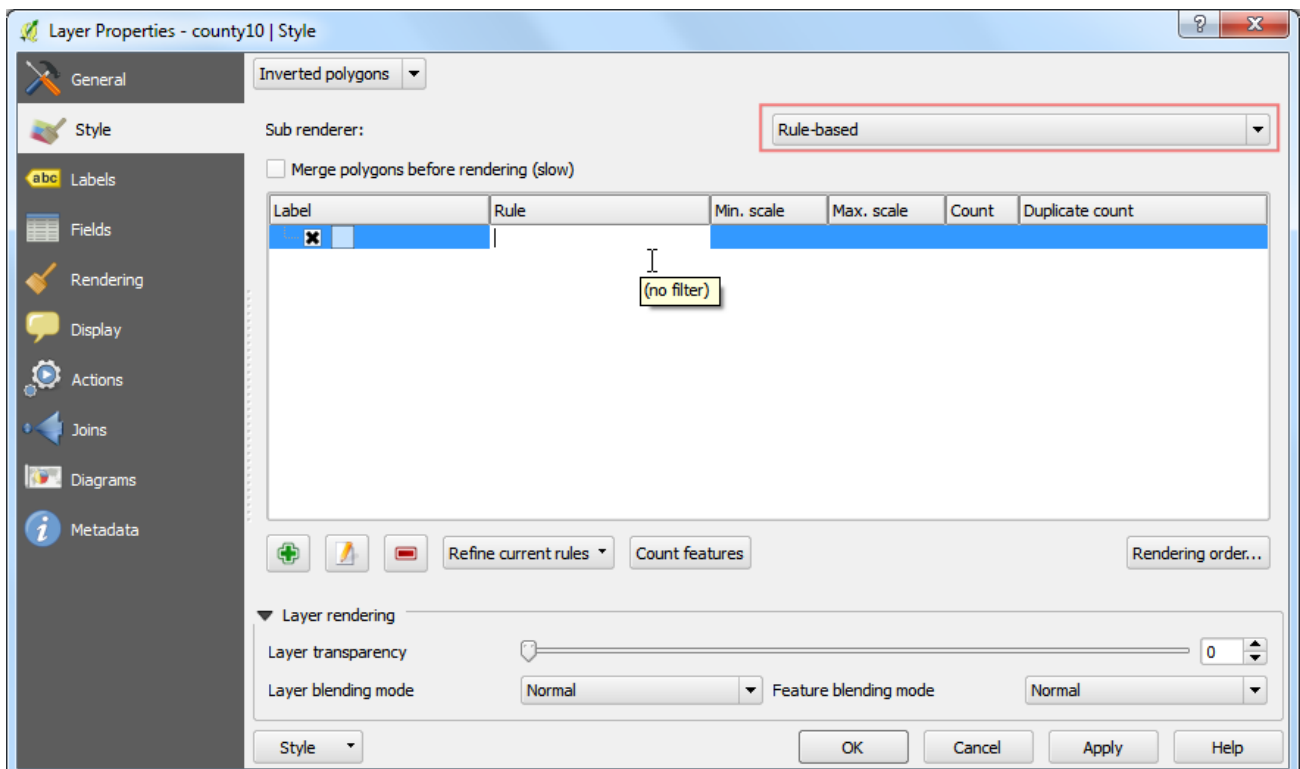 Layer Properties - county10 | Style
General
Style
abc Labels
Fields
Rendering
Display
Actions
Joins
Diagrams
Metadata
Inverted polygons
Sub renderer: Rule-based
Merge polygons before rendering (slow)
Label Rule Min. scale Max. scale Count Duplicate count
(no filter)
Refine current rules Count features Rendering order...
Layer rendering
Layer transparency 0
Layer blending mode Normal Feature blending mode Normal
Style OK Cancel Apply Help